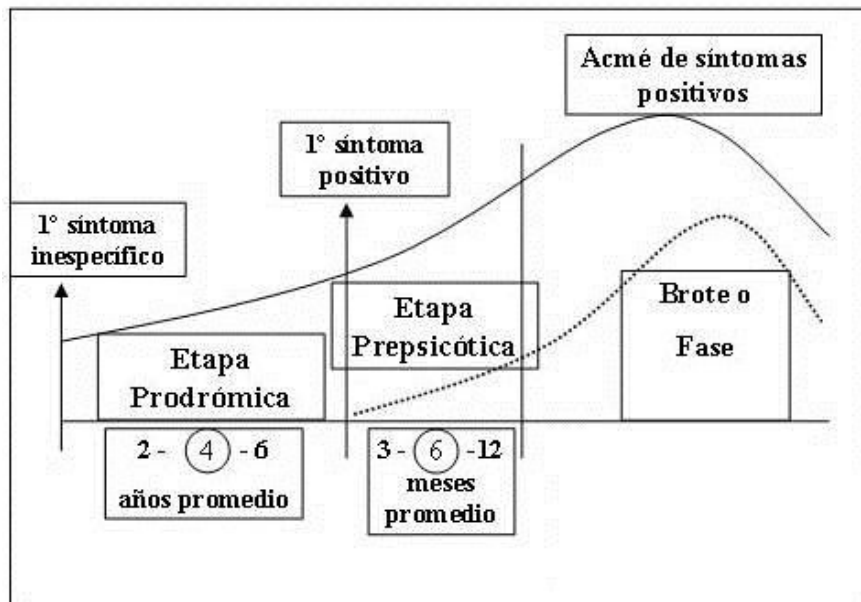 Acmé de síntomas
positivos
1° síntoma
positivo
1° síntoma
inespecífico
Etapa
Prodrómica
Etapa
Prepsicótica
Brote o
Fase
2 - 4 -6
años promedio
3 - 6 -12
meses
promedio